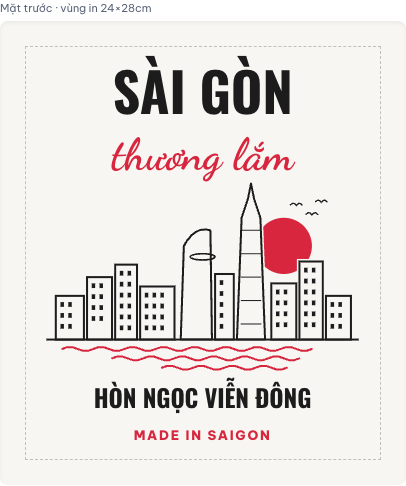 Mặt trước · vùng in 24×28cm
SÀI GÒN
thương lắm
HÒN NGỌC VIỄN ĐÔNG
MADE IN SAIGON